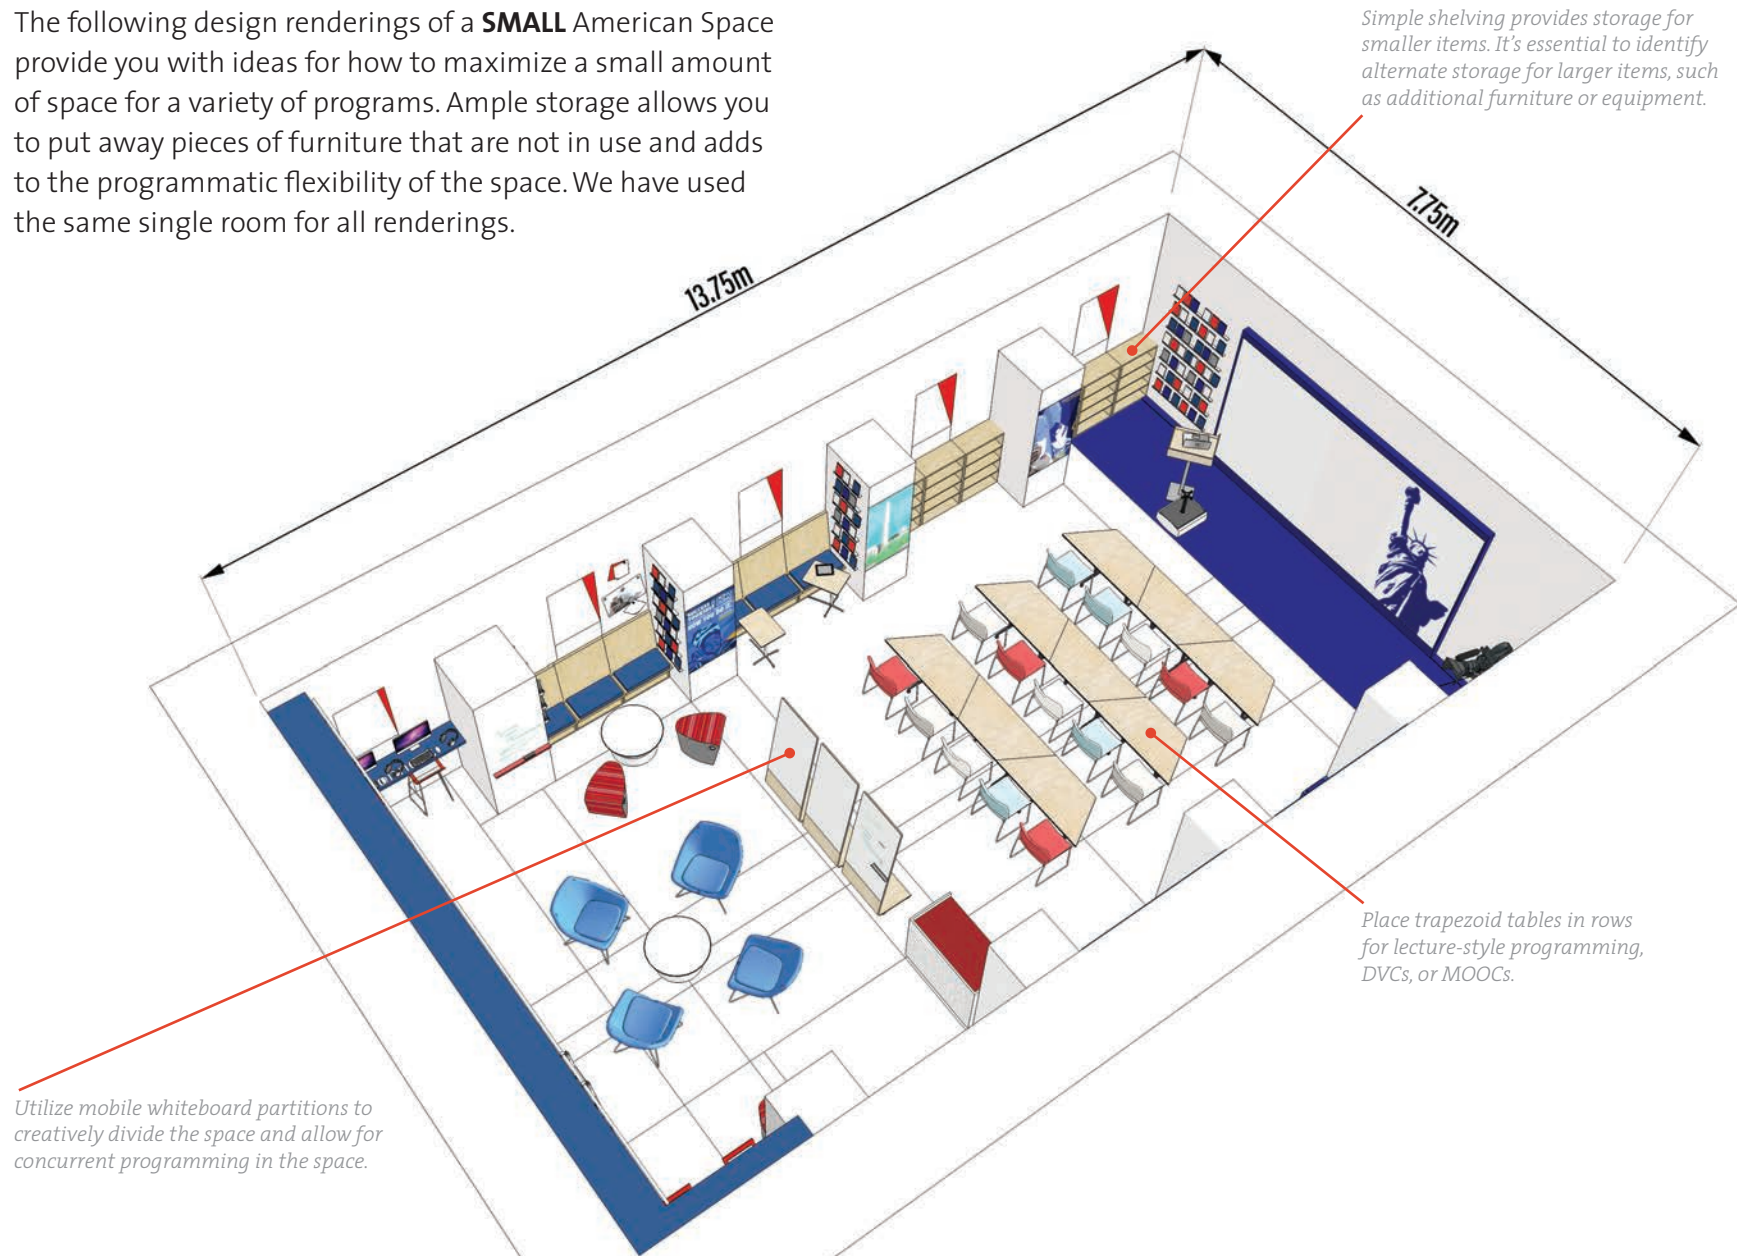 The following design renderings of a SMALL American Space
provide you with ideas for how to maximize a small amount
of space for a variety of programs. Ample storage allows you
to put away pieces of furniture that are not in use and adds
to the programmatic flexibility of the space. We have used
the same single room for all renderings.
Simple shelving provides storage for
smaller items. It's essential to identify
alternate storage for larger items, such
as additional furniture or equipment.
13.75m
7.75m
Place trapezoid tables in rows
for lecture-style programming,
DVCs, or MOOCs.
Utilize mobile whiteboard partitions to
creatively divide the space and allow for
concurrent programming in the space.